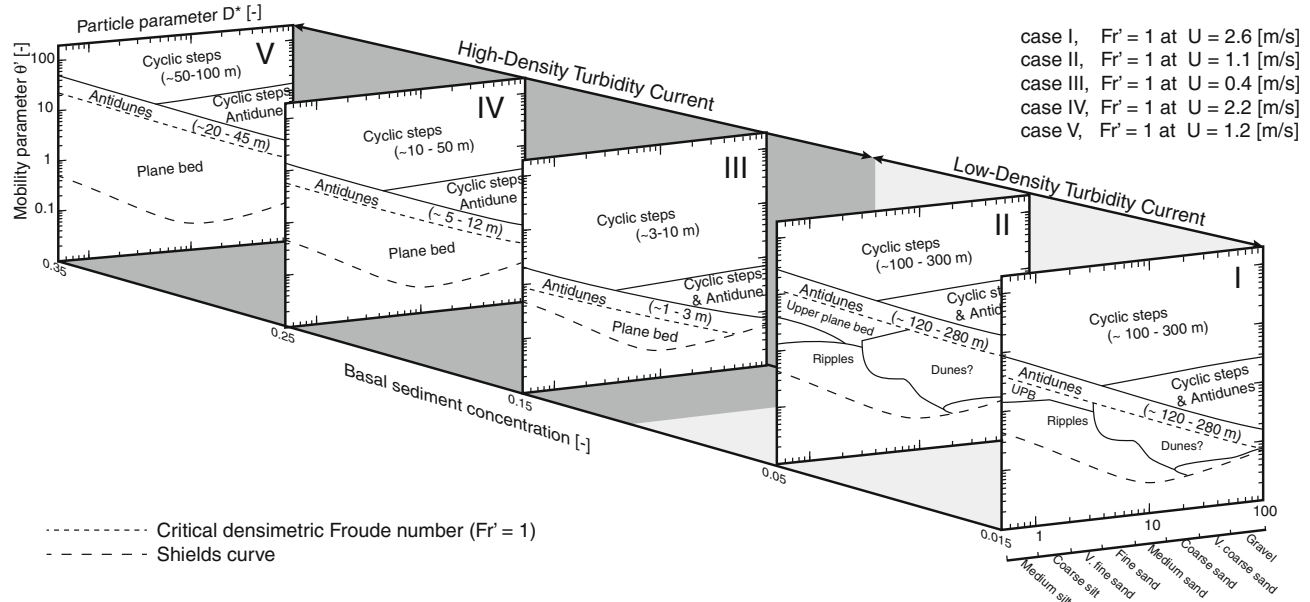 Particle parameter D* [-]
High-Density Turbidity Current
Low-Density Turbidity Current
case I, Fr' = 1 at U = 2.6 [m/s]
case II, Fr' = 1 at U = 1.1 [m/s]
case III, Fr' = 1 at U = 0.4 [m/s]
case IV, Fr' = 1 at U = 2.2 [m/s]
case V, Fr' = 1 at U = 1.2 [m/s]
Mobility parameter θ' [-]
100
10
1
0.1
0.01
V
Cyclic steps
(~50-100 m)
Cyclic steps
Antidune
Antidunes
(~20 - 45 m)
Plane bed
0.35
IV
Cyclic steps
(~10 - 50 m)
Cyclic steps
Antidune
Antidunes
(~ 5 - 12 m)
Plane bed
0.25
III
Cyclic steps
(~3-10 m)
Cyclic steps
& Antidune
Antidunes
(~1 - 3 m)
Plane bed
0.15
II
Cyclic steps
(~100 - 300 m)
Cyclic st
& Antid
Antidunes
(~ 120 - 280 m)
Upper plane bed
Ripples
Dunes?
0.05
I
Cyclic steps
(~ 100 - 300 m)
Cyclic steps
& Antidunes
Antidunes
(~ 120 - 280 m)
UPB
Ripples
Dunes?
0.015
1
10
100
Medium silt
Coarse silt
V. fine sand
Fine sand
Medium sand
Coarse sand
V. coarse sand
Gravel
Basal sediment concentration [-]
Critical densimetric Froude number (Fr' = 1)
Shields curve